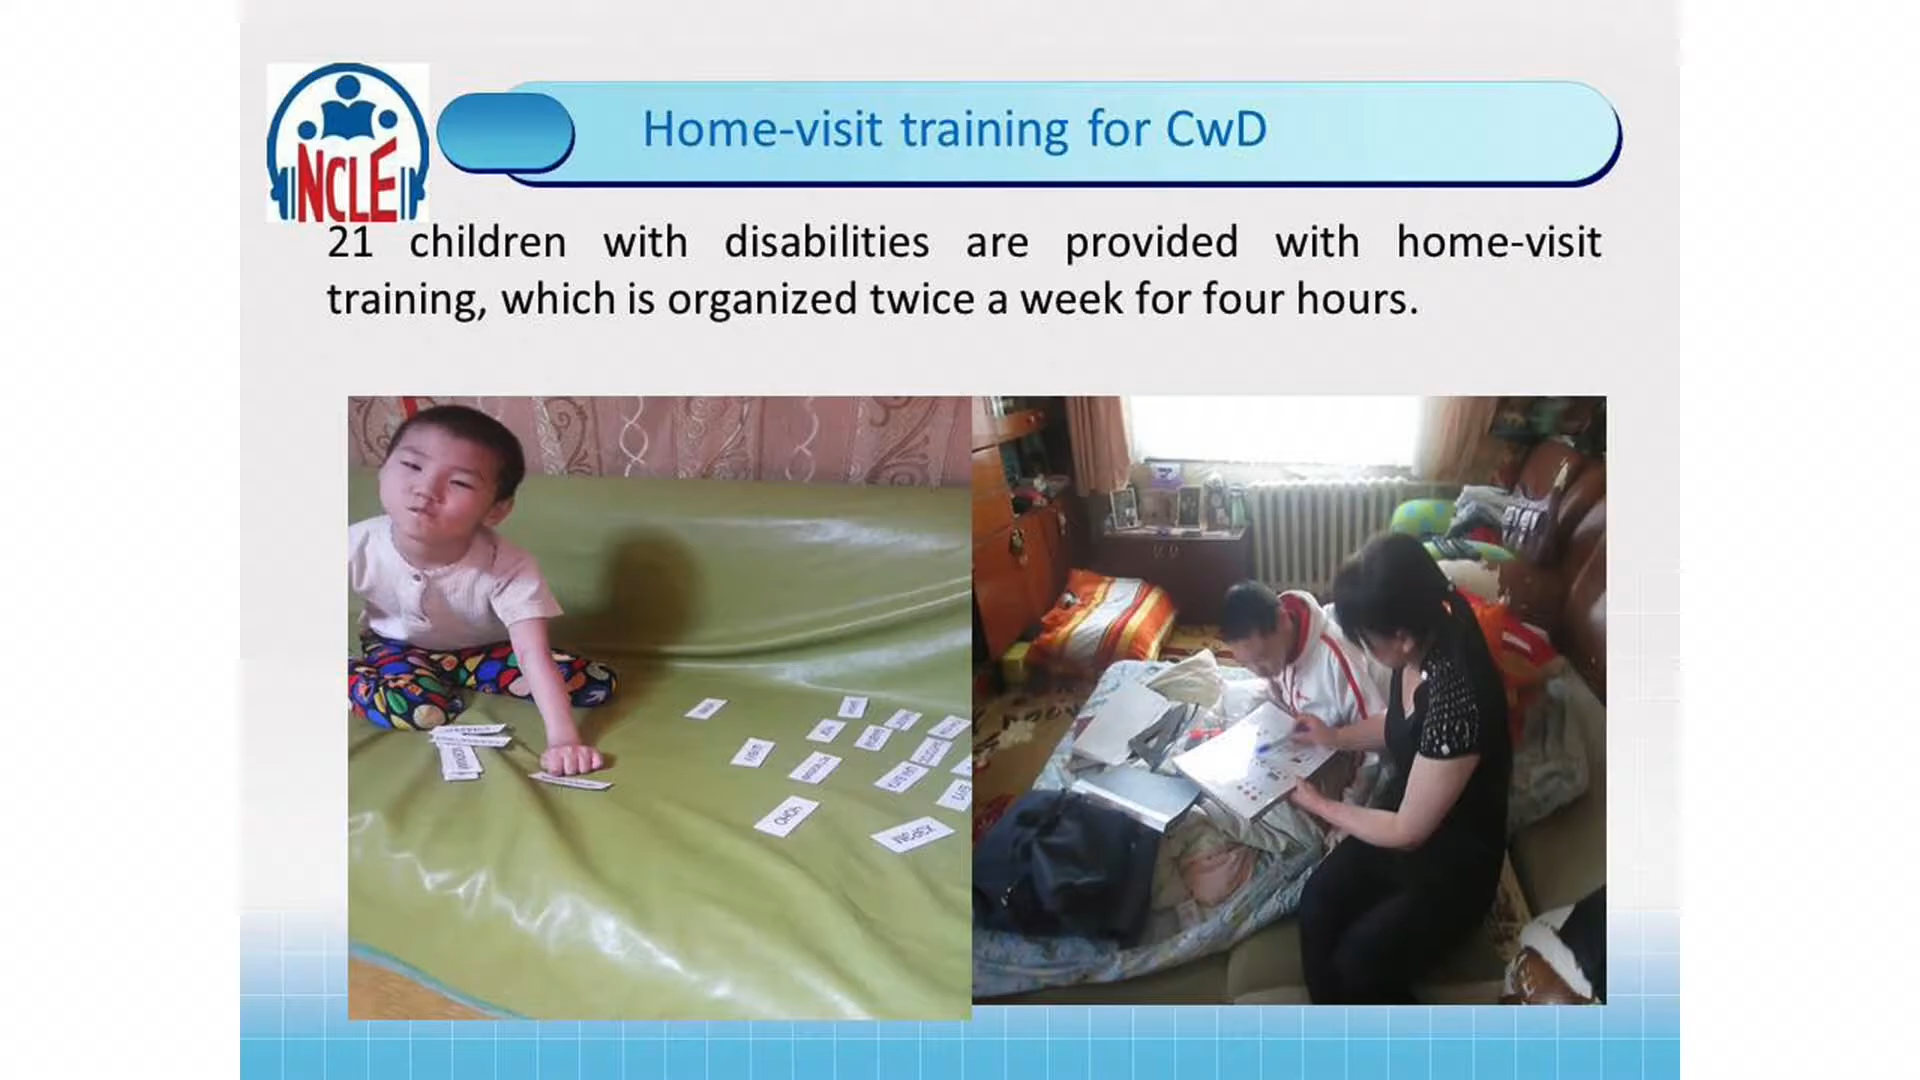 NCLE
Home-visit training for CwD
21 children with disabilities are provided with home-visit
training, which is organized twice a week for four hours.